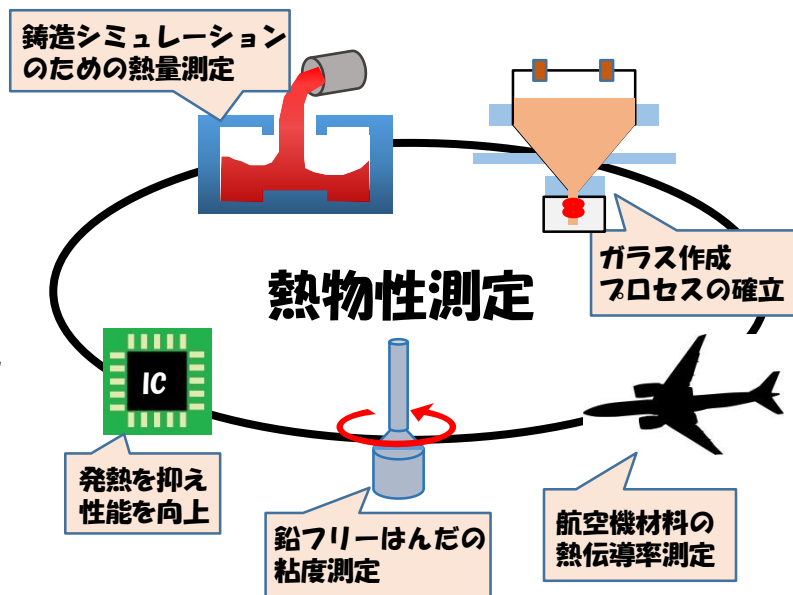 鋳造シミュレーション
のための熱量測定
ガラス作成
プロセスの確立
熱物性測定
IC
発熱を抑え
性能を向上
鉛フリーはんだの
粘度測定
航空機材料の
熱伝導率測定